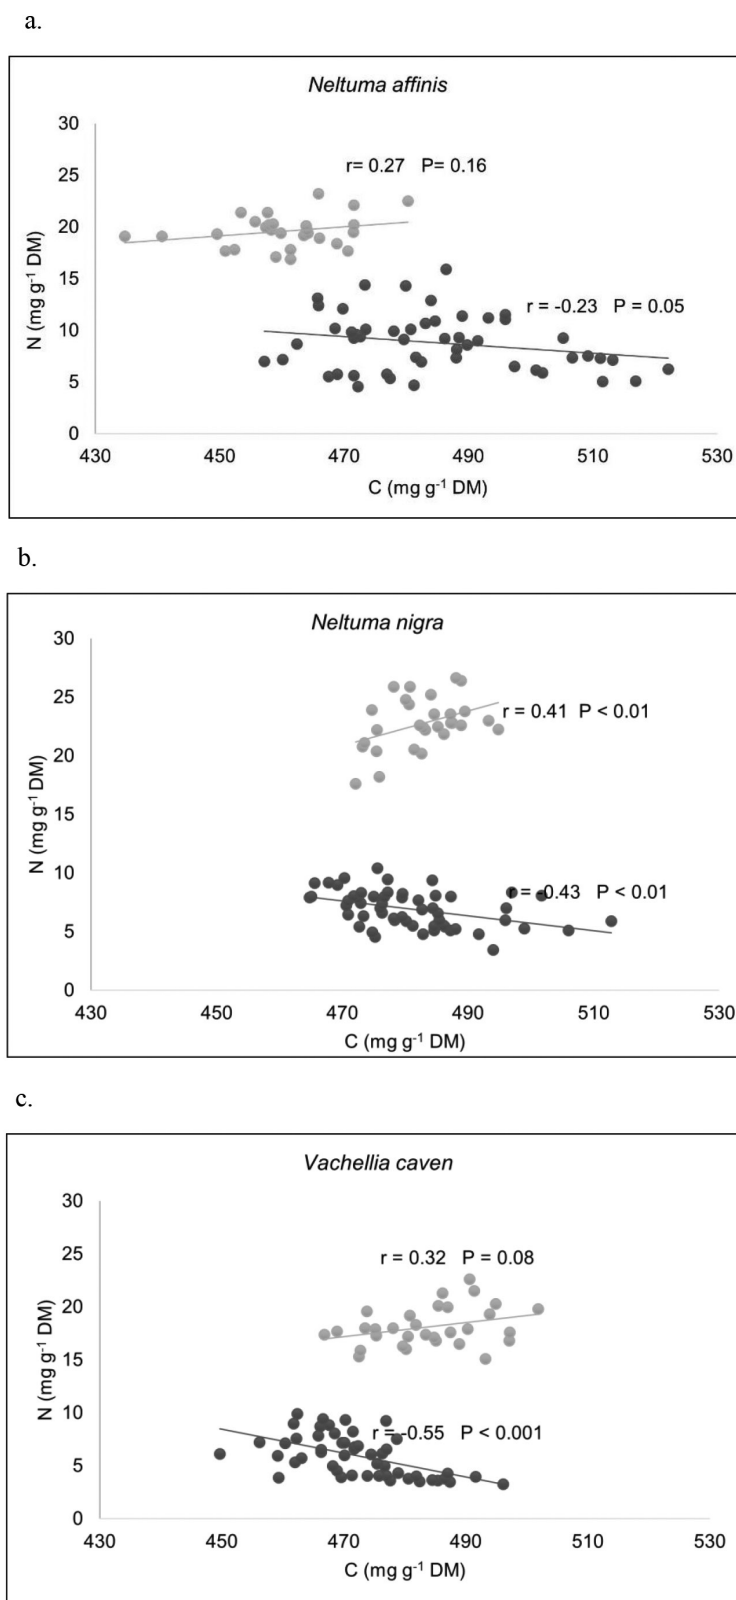 a.
Neltuma affinis
30
r= 0.27 P= 0.16
25
20
15
r = -0.23 P = 0.05
10
5
0
N (mg g-1 DM)
430 450 470 490 510 530
C (mg g-1 DM)
b.
Neltuma nigra
30
25
r = 0.41 P < 0.01
20
15
10
r = -0.43 P < 0.01
5
0
N (mg g-1 DM)
430 450 470 490 510 530
C (mg g-1 DM)
c.
Vachellia caven
30
25
r = 0.32 P = 0.08
20
15
10
r = -0.55 P < 0.001
5
0
N (mg g-1 DM)
430 450 470 490 510 530
C (mg g-1 DM)